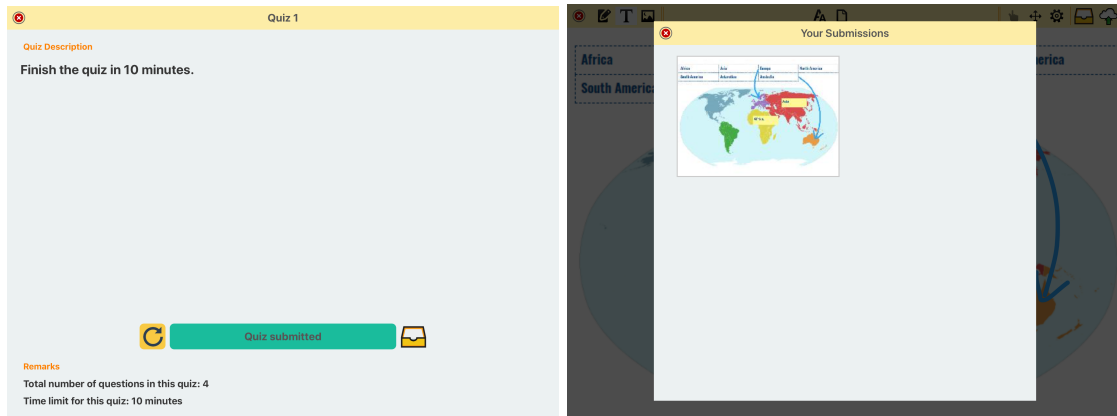 Quiz 1
Quiz Description
Finish the quiz in 10 minutes.
Quiz submitted
Remarks
Total number of questions in this quiz: 4
Time limit for this quiz: 10 minutes
T
A
Your Submissions
Africa
erica
South America
Africa Asia Europe North America
South America Antarctica Australia
Asia
Africa